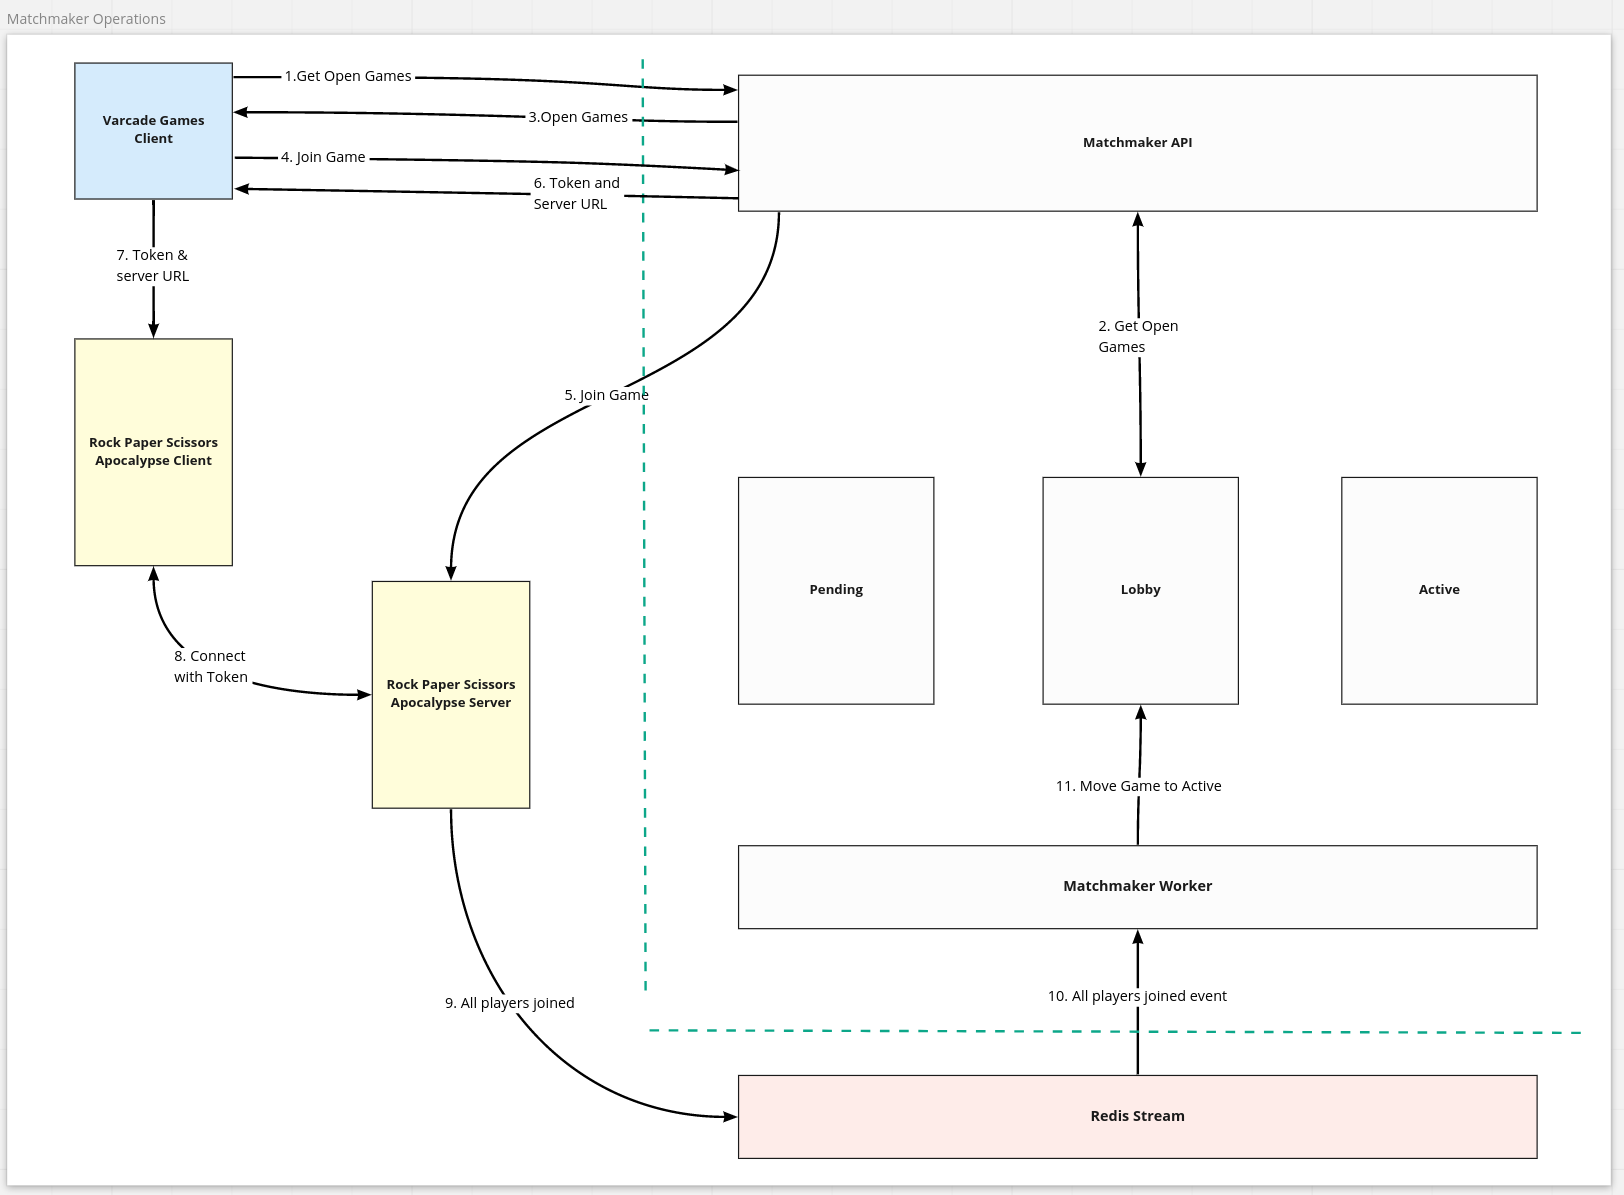 Matchmaker Operations
1.Get Open Games
Varcade Games
Client
3.Open Games
Matchmaker API
4. Join Game
6. Token and
Server URL
7. Token &
server URL
2. Get Open
Games
5. Join Game
Rock Paper Scissors
Apocalypse Client
Pending
Lobby
Active
8. Connect
with Token
Rock Paper Scissors
Apocalypse Server
11. Move Game to Active
Matchmaker Worker
9. All players joined
10. All players joined event
Redis Stream